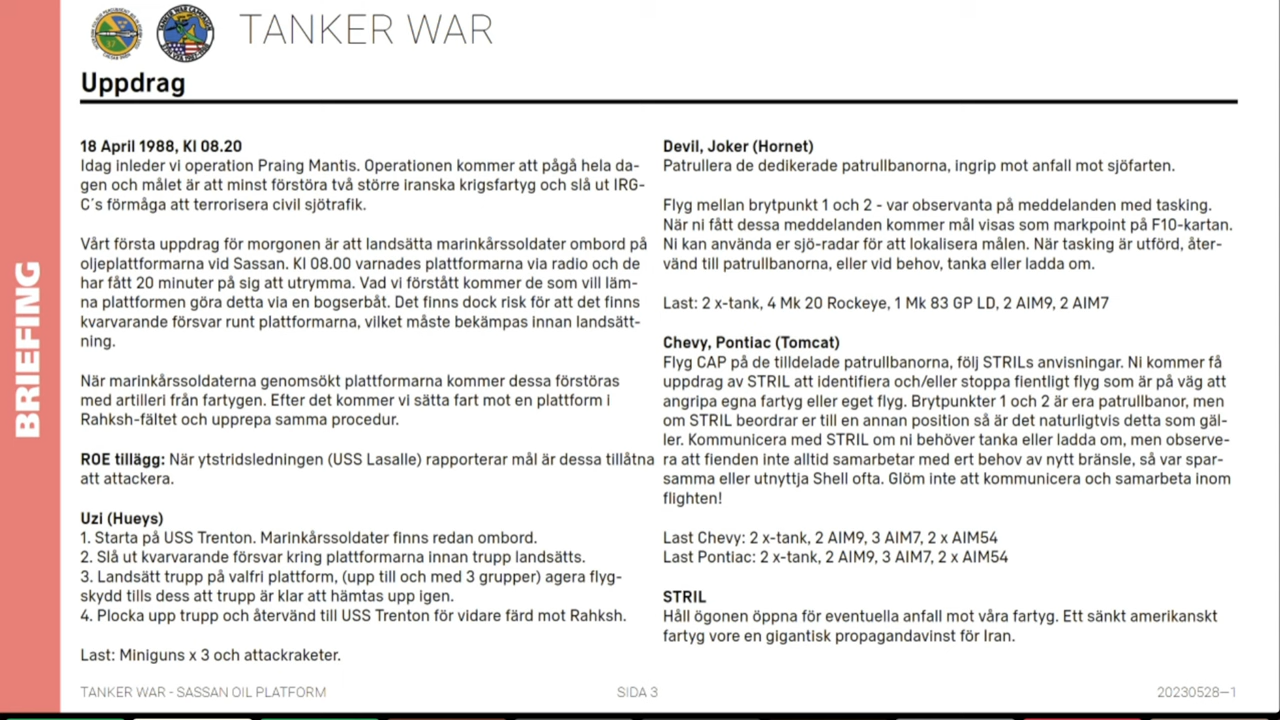 TANKER WAR
Uppdrag
BRIEFING
18 April 1988, Kl 08.20
Idag inleder vi operation Praing Mantis. Operationen kommer att pågå hela da-
gen och målet är att minst förstöra två större iranska krigsfartyg och slå ut IRG-
C´s förmåga att terrorisera civil sjötrafik.
Vårt första uppdrag för morgonen är att landsätta marinkårssoldater ombord på
oljeplattformarna vid Sassan. Kl 08.00 varnades plattformarna via radio och de
har fått 20 minuter på sig att utrymma. Vad vi förstått kommer de som vill läm-
na plattformen göra detta via en bogserbåt. Det finns dock risk för att det finns
kvarvarande försvar runt plattformarna, vilket måste bekämpas innan landsätt-
ning.
När marinkårssoldaterna genomsökt plattformarna kommer dessa förstöras
med artilleri från fartygen. Efter det kommer vi sätta fart mot en plattform i
Rahksh-fältet och upprepa samma procedur.
ROE tillägg: När ytstridsledningen (USS Lasalle) rapporterar mål är dessa tillåtna
att attackera.
Uzi (Hueys)
1. Starta på USS Trenton. Marinkårssoldater finns redan ombord.
2. Slå ut kvarvarande försvar kring plattformarna innan trupp landsätts.
3. Landsätt trupp på valfri plattform, (upp till och med 3 grupper) agera flyg-
skydd tills dess att trupp är klar att hämtas upp igen.
4. Plocka upp trupp och återvänd till USS Trenton för vidare färd mot Rahksh.
Last: Miniguns x 3 och attackraketer.
Devil, Joker (Hornet)
Patrullera de dedikerade patrullbanorna, ingrip mot anfall mot sjöfarten.
Flyg mellan brytpunkt 1 och 2 - var observanta på meddelanden med tasking.
När ni fått dessa meddelanden kommer mål visas som markpoint på F10-kartan.
Ni kan använda er sjö-radar för att lokalisera målen. När tasking är utförd, åter-
vänd till patrullbanorna, eller vid behov, tanka eller ladda om.
Last: 2 x-tank, 4 Mk 20 Rockeye, 1 Mk 83 GP LD, 2 AIM9, 2 AIM7
Chevy, Pontiac (Tomcat)
Flyg CAP på de tilldelade patrullbanorna, följ STRILs anvisningar. Ni kommer få
uppdrag av STRIL att identifiera och/eller stoppa fientligt flyg som är på väg att
angripa egna fartyg eller eget flyg. Brytpunkter 1 och 2 är era patrullbanor, men
om STRIL beordrar er till en annan position så är det naturligtvis detta som gäl-
ler. Kommunicera med STRIL om ni behöver tanka eller ladda om, men observe-
ra att fienden inte alltid samarbetar med ert behov av nytt bränsle, så var spar-
samma eller utnyttja Shell ofta. Glöm inte att kommunicera och samarbeta inom
flighten!
Last Chevy: 2 x-tank, 2 AIM9, 3 AIM7, 2 x AIM54
Last Pontiac: 2 x-tank, 2 AIM9, 3 AIM7, 2 x AIM54
STRIL
Håll ögonen öppna för eventuella anfall mot våra fartyg. Ett sänkt amerikanskt
fartyg vore en gigantisk propagandavinst för Iran.
TANKER WAR - SASSAN OIL PLATFORM
SIDA 3
20230528—1